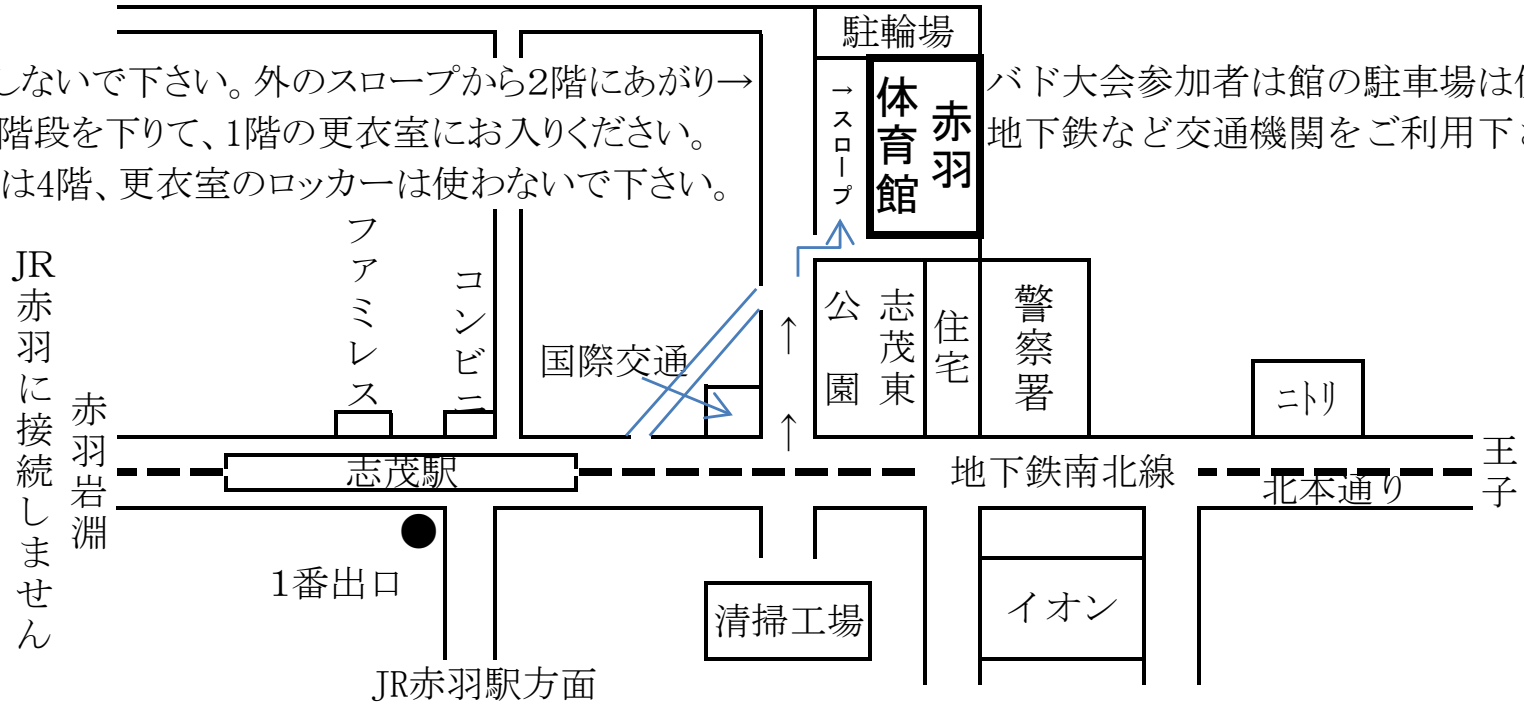 駐輪場
しないで下さい。外のスロープから2階にあがり→
階段を下りて、1階の更衣室にお入りください。
は4階、更衣室のロッカーは使わないで下さい。
→スロープ
赤羽
体育館
バド大会参加者は館の駐車場は
地下鉄など交通機関をご利用下
JR赤羽に接続しません
赤羽岩淵
ファミレス
コンビニ
国際交通
↑
↑
志茂東
公園
住宅
警察署
ニトリ
志茂駅
地下鉄南北線
北本通り
王子
1番出口
清掃工場
イオン
JR赤羽駅方面